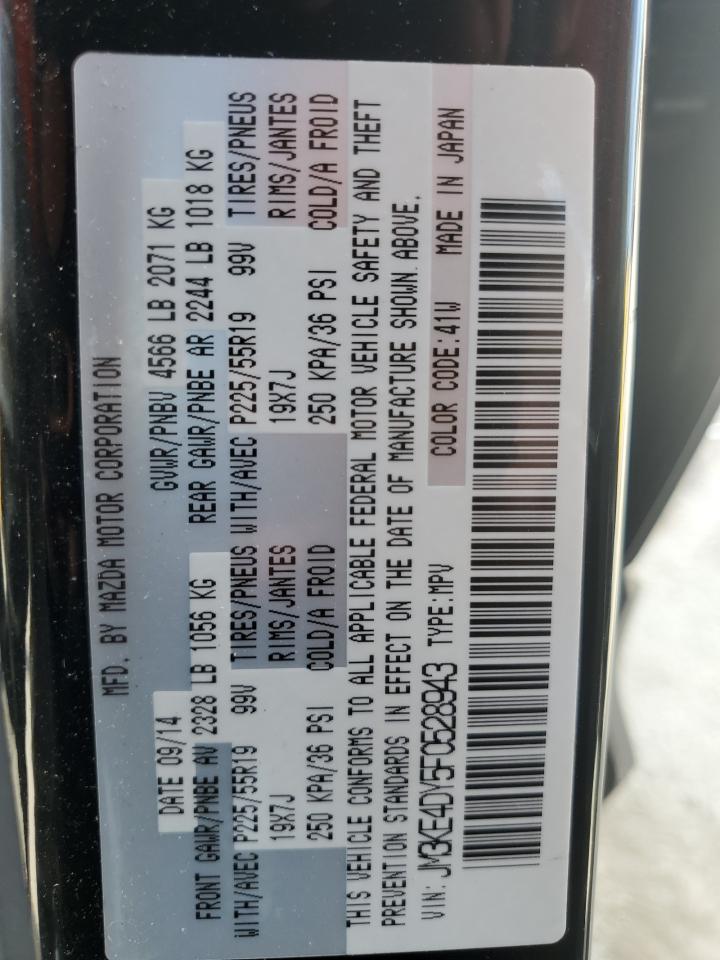 MFD. BY MAZDA MOTOR CORPORATION
DATE 09/14 GVWR/PNBV 4566 LB 2071 KG
FRONT GAWR/PNBE AV 2328 LB 1056 KG REAR GAWR/PNBE AR 2244 LB 1018 KG
WITH/AVEC P225/55R19 99V TIRES/PNEUS WITH/AVEC P225/55R19 99V TIRES/PNEUS
19X7J RIMS/JANTES 19X7J RIMS/JANTES
250 KPA/36 PSI COLD/A FROID 250 KPA/36 PSI COLD/A FROID
THIS VEHICLE CONFORMS TO ALL APPLICABLE FEDERAL MOTOR VEHICLE SAFETY AND THEFT
PREVENTION STANDARDS IN EFFECT ON THE DATE OF MANUFACTURE SHOWN ABOVE.
VIN: JM3KE4DY5F0528943 TYPE:MPV COLOR CODE:41W MADE IN JAPAN